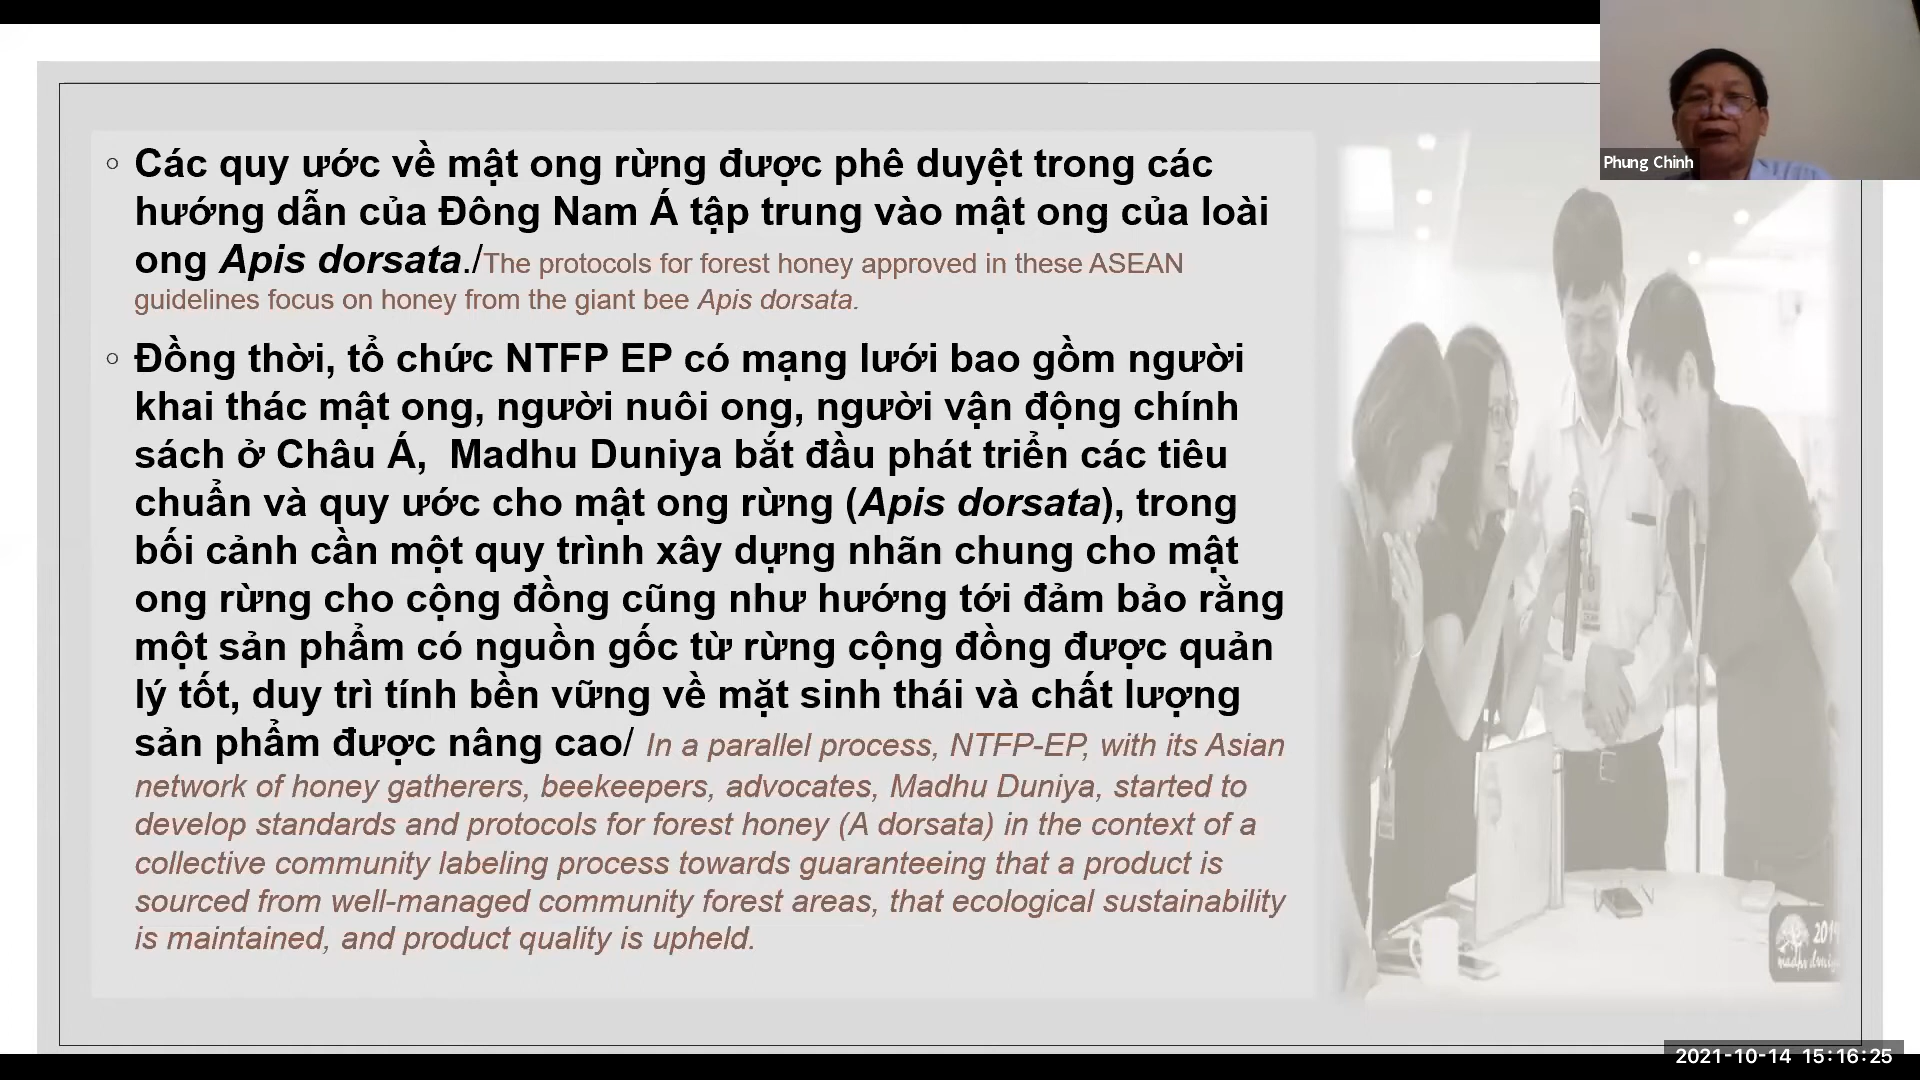 Phung Chinh
◦ Các quy ước về mật ong rừng được phê duyệt trong các
hướng dẫn của Đông Nam Á tập trung vào mật ong của loài
ong Apis dorsata./The protocols for forest honey approved in these ASEAN
guidelines focus on honey from the giant bee Apis dorsata.
◦ Đồng thời, tổ chức NTFP EP có mạng lưới bao gồm người
khai thác mật ong, người nuôi ong, người vận động chính
sách ở Châu Á,  Madhu Duniya bắt đầu phát triển các tiêu
chuẩn và quy ước cho mật ong rừng (Apis dorsata), trong
bối cảnh cần một quy trình xây dựng nhãn chung cho mật
ong rừng cho cộng đồng cũng như hướng tới đảm bảo rằng
một sản phẩm có nguồn gốc từ rừng cộng đồng được quản
lý tốt, duy trì tính bền vững về mặt sinh thái và chất lượng
sản phẩm được nâng cao/ In a parallel process, NTFP-EP, with its Asian
network of honey gatherers, beekeepers, advocates, Madhu Duniya, started to
develop standards and protocols for forest honey (A dorsata) in the context of a
collective community labeling process towards guaranteeing that a product is
sourced from well-managed community forest areas, that ecological sustainability
is maintained, and product quality is upheld.
2021-10-14 15:16:25